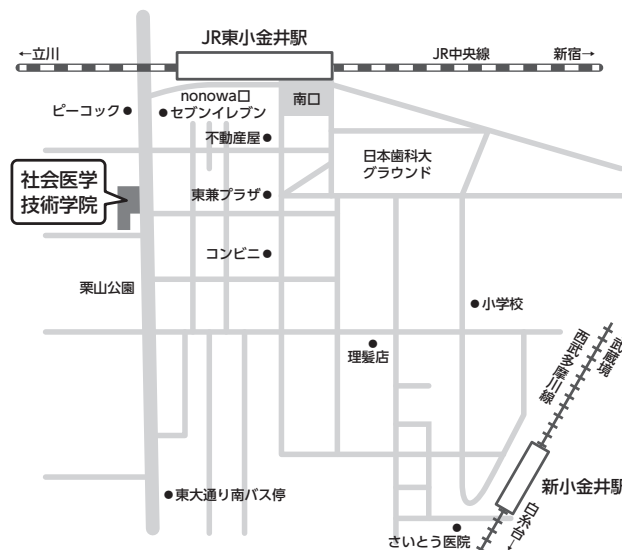 JR東小金井駅
←立川
JR中央線
新宿→
nonowa口
南口
ピーコック
セブンイレブン
不動産屋
日本歯科大
グラウンド
社会医学
技術学院
東兼プラザ
コンビニ
栗山公園
小学校
理髪店
武蔵境
西武多摩川線
新小金井駅
東大通り南バス停
さいとう医院
白糸台→